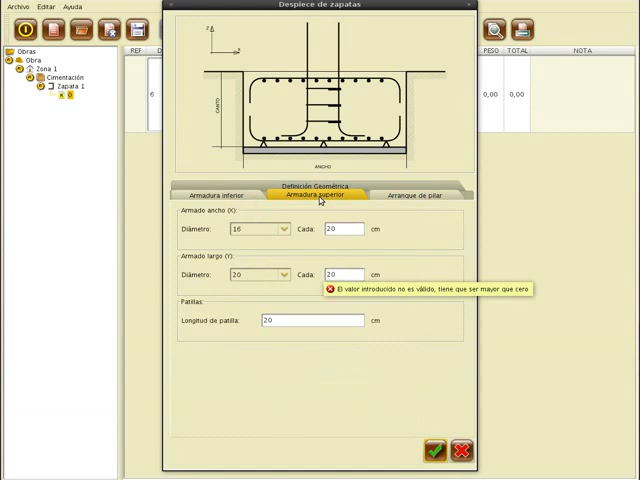 Despiece de zapatas
Archivo Editar Ayuda
REF D PESO TOTAL NOTA
Obras
Obra
Zona 1
Cimentación
Zapata 1
0
6 0,00 0,00
Z
X
CANTO
ANCHO
Definición Geométrica
Armadura inferior Armadura superior Arranque de pilar
Armado ancho (X):
Diámetro: 16 Cada: 20 cm
Armado largo (Y):
Diámetro: 20 Cada: 20 cm
El valor introducido no es válido, tiene que ser mayor que cero
Patillas:
Longitud de patilla: 20 cm